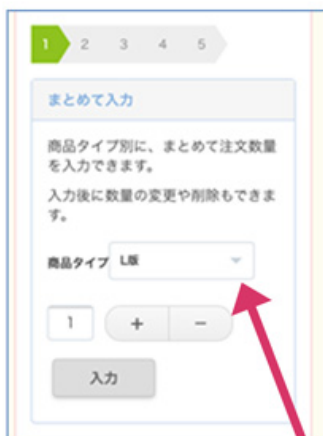 1 2 3 4 5
まとめて入力
商品タイプ別に、まとめて注文数量
を入力できます。
入力後に数量の変更や削除もできま
す。
商品タイプ L版
1 + −
入力